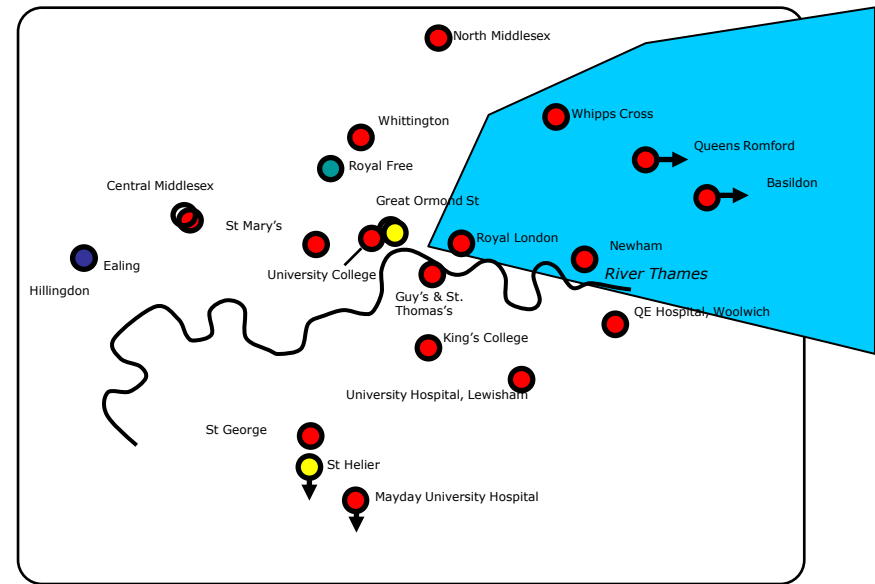 North Middlesex
Whipps Cross
Whittington
Queens Romford
Royal Free
Basildon
Central Middlesex
Great Ormond St
St Mary’s
Royal London
Newham
Ealing
University College
River Thames
Hillingdon
Guy’s & St.
Thomas’s
QE Hospital, Woolwich
King’s College
University Hospital, Lewisham
St George
St Helier
Mayday University Hospital